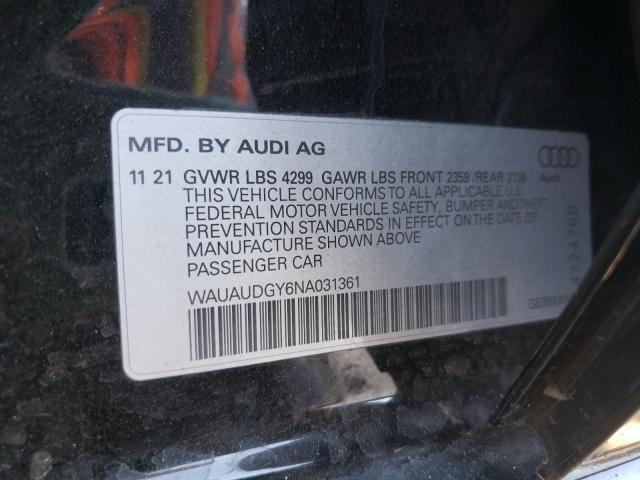 MFD. BY AUDI AG
11 21 GVWR LBS 4299 GAWR LBS FRONT 2359 /REAR 2138
Audi
THIS VEHICLE CONFORMS TO ALL APPLICABLE U.S.
FEDERAL MOTOR VEHICLE SAFETY, BUMPER AND THEFT
PREVENTION STANDARDS IN EFFECT ON THE DATE OF
MANUFACTURE SHOWN ABOVE
PASSENGER CAR
WAUAUDGY6NA031361
GERMAN
4724760